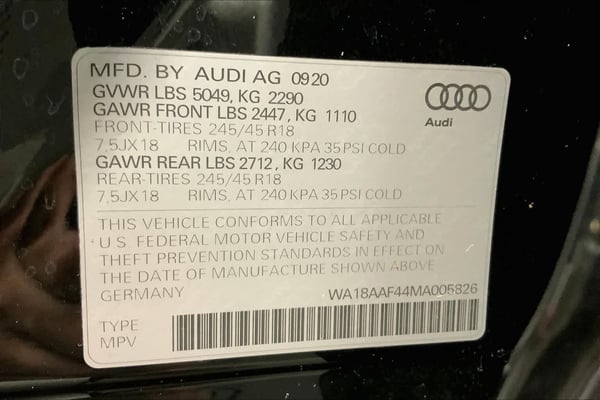 MFD. BY AUDI AG 0920
GVWR LBS 5049, KG 2290
GAWR FRONT LBS 2447, KG 1110
FRONT-TIRES 245/45 R18
7,5JX18 RIMS, AT 240 KPA 35 PSI COLD
GAWR REAR LBS 2712, KG 1230
REAR-TIRES 245/45 R18
7,5JX18 RIMS, AT 240 KPA 35 PSI COLD
Audi
THIS VEHICLE CONFORMS TO ALL APPLICABLE
U.S. FEDERAL MOTOR VEHICLE SAFETY AND
THEFT PREVENTION STANDARDS IN EFFECT ON
THE DATE OF MANUFACTURE SHOWN ABOVE
GERMANY WA18AAF44MA005826
TYPE
MPV